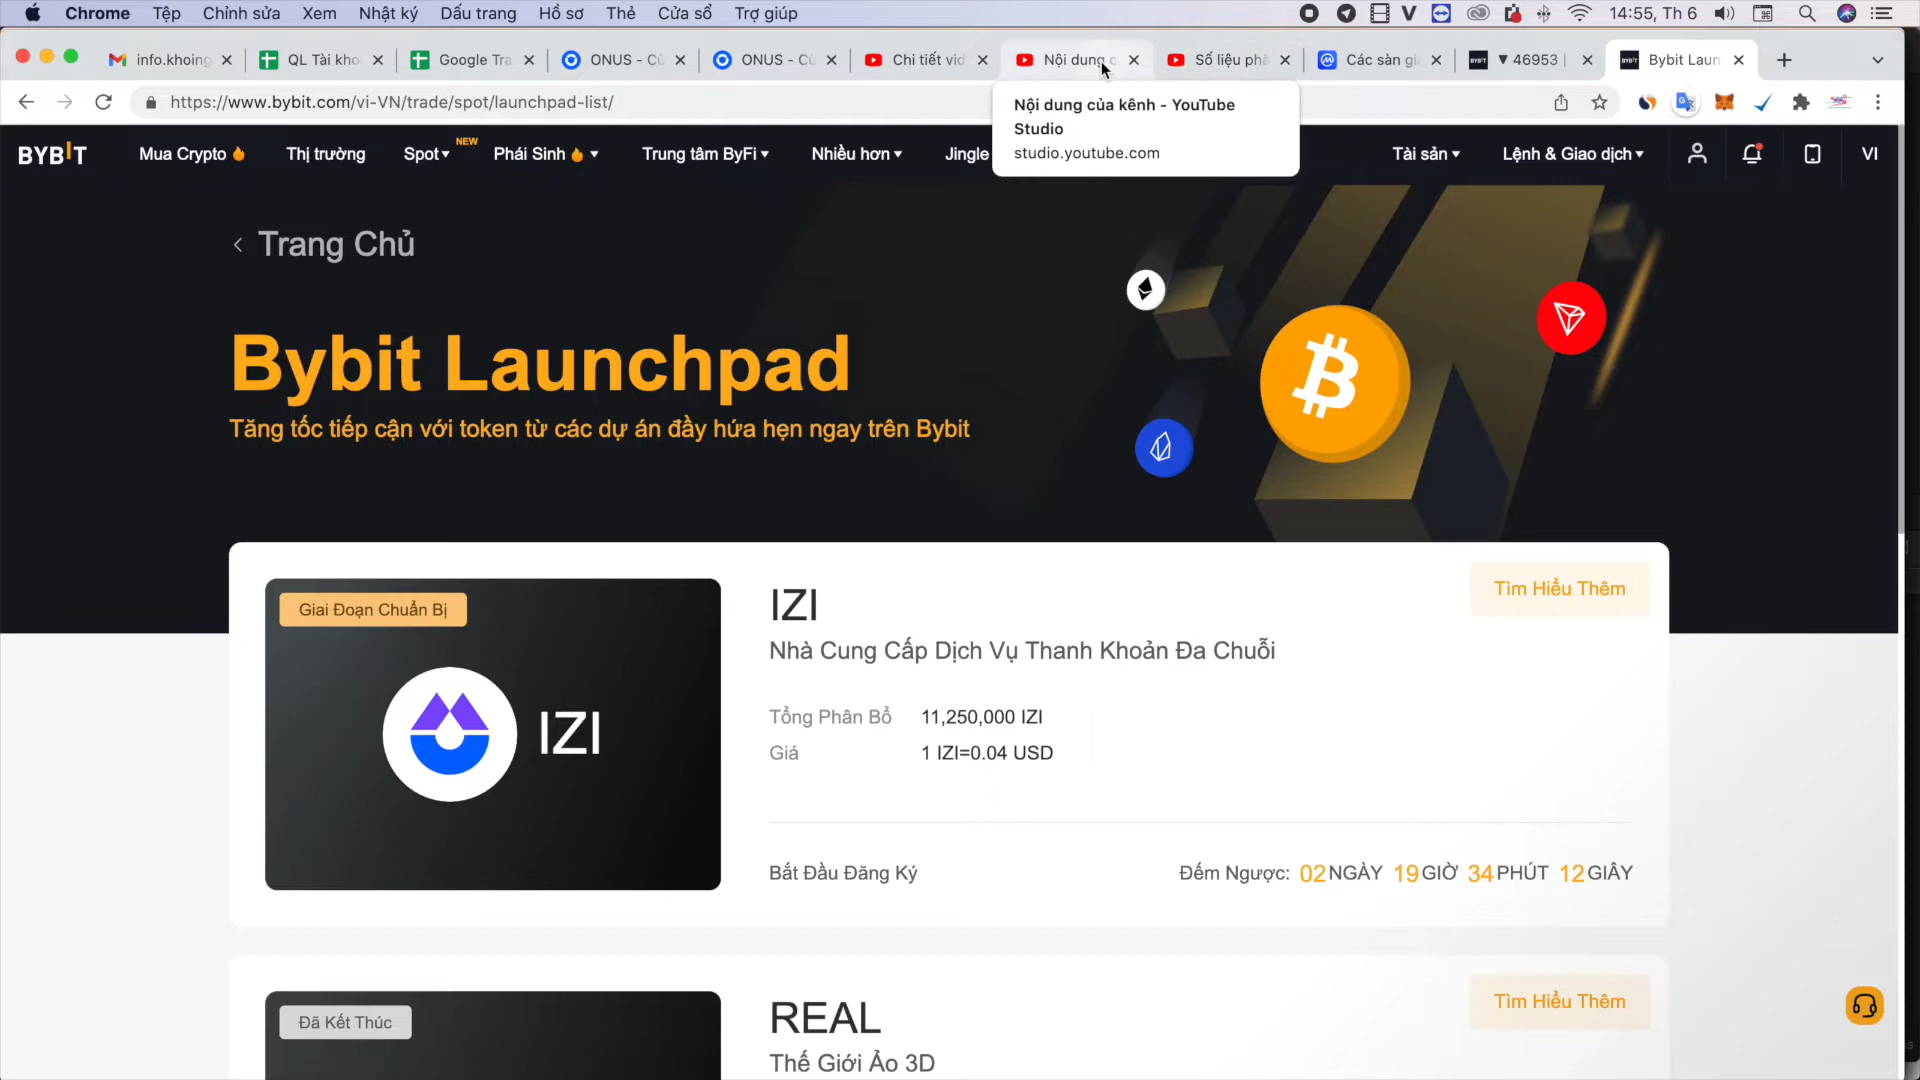 Chrome Tệp Chỉnh sửa Xem Nhật ký Dấu trang Hồ sơ Thẻ Cửa sổ Trợ giúp 14:55, Th 6
info.khoing QL Tài kho Google Tra ONUS - Cù ONUS - Cù Chi tiết vid Nội dung c Số liệu phâ Các sàn gi ▼ 46953 | Bybit Laun
https://www.bybit.com/vi-VN/trade/spot/launchpad-list/
Nội dung của kênh - YouTube
Studio
studio.youtube.com
BYBIT Mua Crypto Thị trường Spot NEW Phái Sinh Trung tâm ByFi Nhiều hơn Jingle Tài sản Lệnh & Giao dịch VI
Trang Chủ
Bybit Launchpad
Tăng tốc tiếp cận với token từ các dự án đầy hứa hẹn ngay trên Bybit
Giai Đoạn Chuẩn Bị
IZI
IZI
Tìm Hiểu Thêm
Nhà Cung Cấp Dịch Vụ Thanh Khoản Đa Chuỗi
Tổng Phân Bổ 11,250,000 IZI
Giá 1 IZI=0.04 USD
Bắt Đầu Đăng Ký Đếm Ngược: 02 NGÀY 19 GIỜ 34 PHÚT 12 GIÂY
Đã Kết Thúc
REAL
Tìm Hiểu Thêm
Thế Giới Ảo 3D